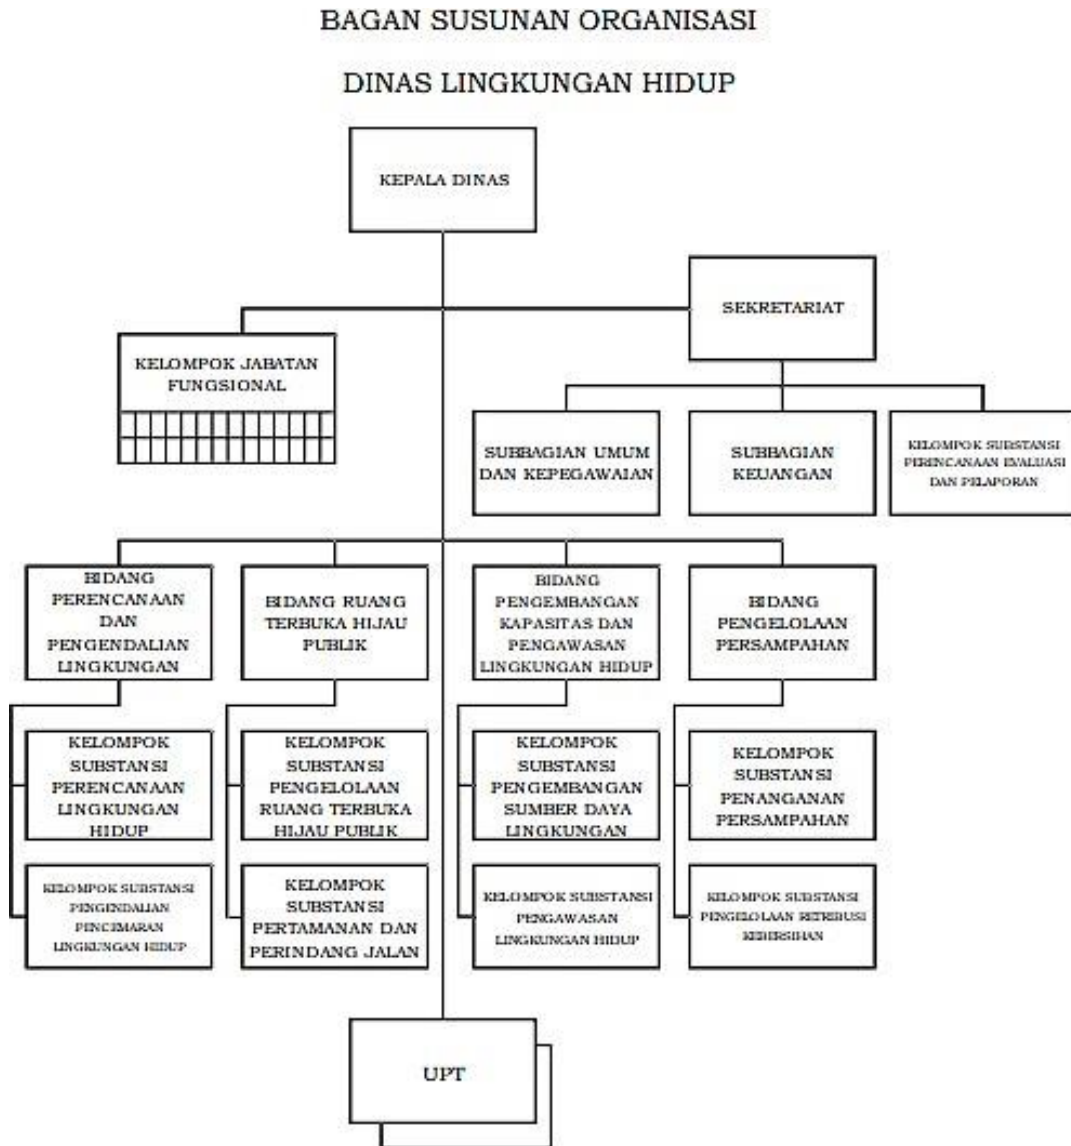 BAGAN SUSUNAN ORGANISASI
DINAS LINGKUNGAN HIDUP
KEPALA DINAS
SEKRETARIAT
KELOMPOK JABATAN
FUNGSIONAL
SUBBAGIAN UMUM
DAN KEPEGAWAIAN
SUBBAGIAN
KEUANGAN
KELOMPOK SUBSTANSI
PERENCANAAN EVALUASI
DAN PELAPORAN
BIDANG
PERENCANAAN
DAN
PENGENDALIAN
LINGKUNGAN
BIDANG RUANG
TERBUKA HIJAU
PUBLIK
BIDANG
PENGEMBANGAN
KAPASITAS DAN
PENGAWASAN
LINGKUNGAN HIDUP
BIDANG
PENGELOLAAN
PERSAMPAHAN
KELOMPOK
SUBSTANSI
PERENCANAAN
LINGKUNGAN
HIDUP
KELOMPOK
SUBSTANSI
PENGELOLAAN
RUANG TERBUKA
HIJAU PUBLIK
KELOMPOK
SUBSTANSI
PENGEMBANGAN
SUMBER DAYA
LINGKUNGAN
KELOMPOK
SUBSTANSI
PENANGANAN
PERSAMPAHAN
KELOMPOK SUBSTANSI
PENGENDALIAN
PENCEMARAN
LINGKUNGAN HIDUP
KELOMPOK
SUBSTANSI
PERTAMANAN DAN
PERINDANG JALAN
KELOMPOK SUBSTANSI
PENGAWASAN
LINGKUNGAN HIDUP
KELOMPOK SUBSTANSI
PENGELOLAAN RETRIBUSI
KEBERSIHAN
UPT